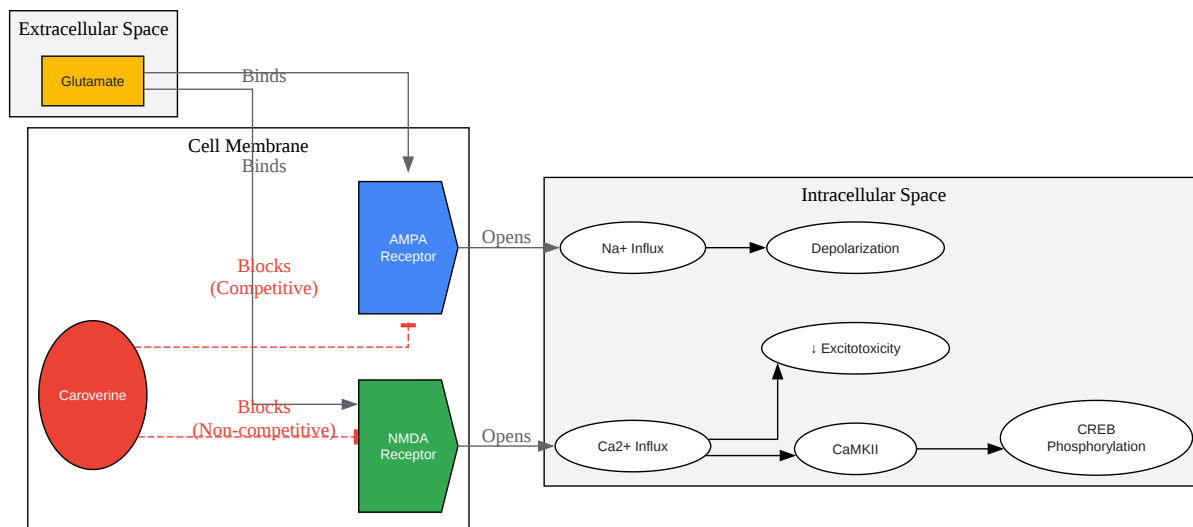 Extracellular Space
Glutamate
Binds
Cell Membrane
Binds
AMPA
Receptor
Opens
Blocks
(Competitive)
Caroverine
Blocks
(Non-competitive)
NMDA
Receptor
Opens
Intracellular Space
Na+ Influx
Depolarization
↓ Excitotoxicity
Ca2+ Influx
CaMKII
CREB
Phosphorylation